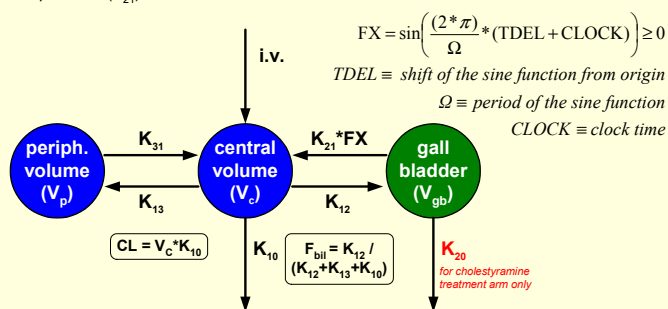 FX = sin((2*π)/Ω * (TDEL + CLOCK)) ≥ 0
TDEL ≡ shift of the sine function from origin
Ω ≡ period of the sine function
CLOCK ≡ clock time
i.v.
periph.
volume
(Vp)
K31
K13
central
volume
(Vc)
K21*FX
K12
gall
bladder
(Vgb)
CL = VC*K10
K10
Fbil = K12 /
(K12+K13+K10)
K20
for cholestyramine
treatment arm only